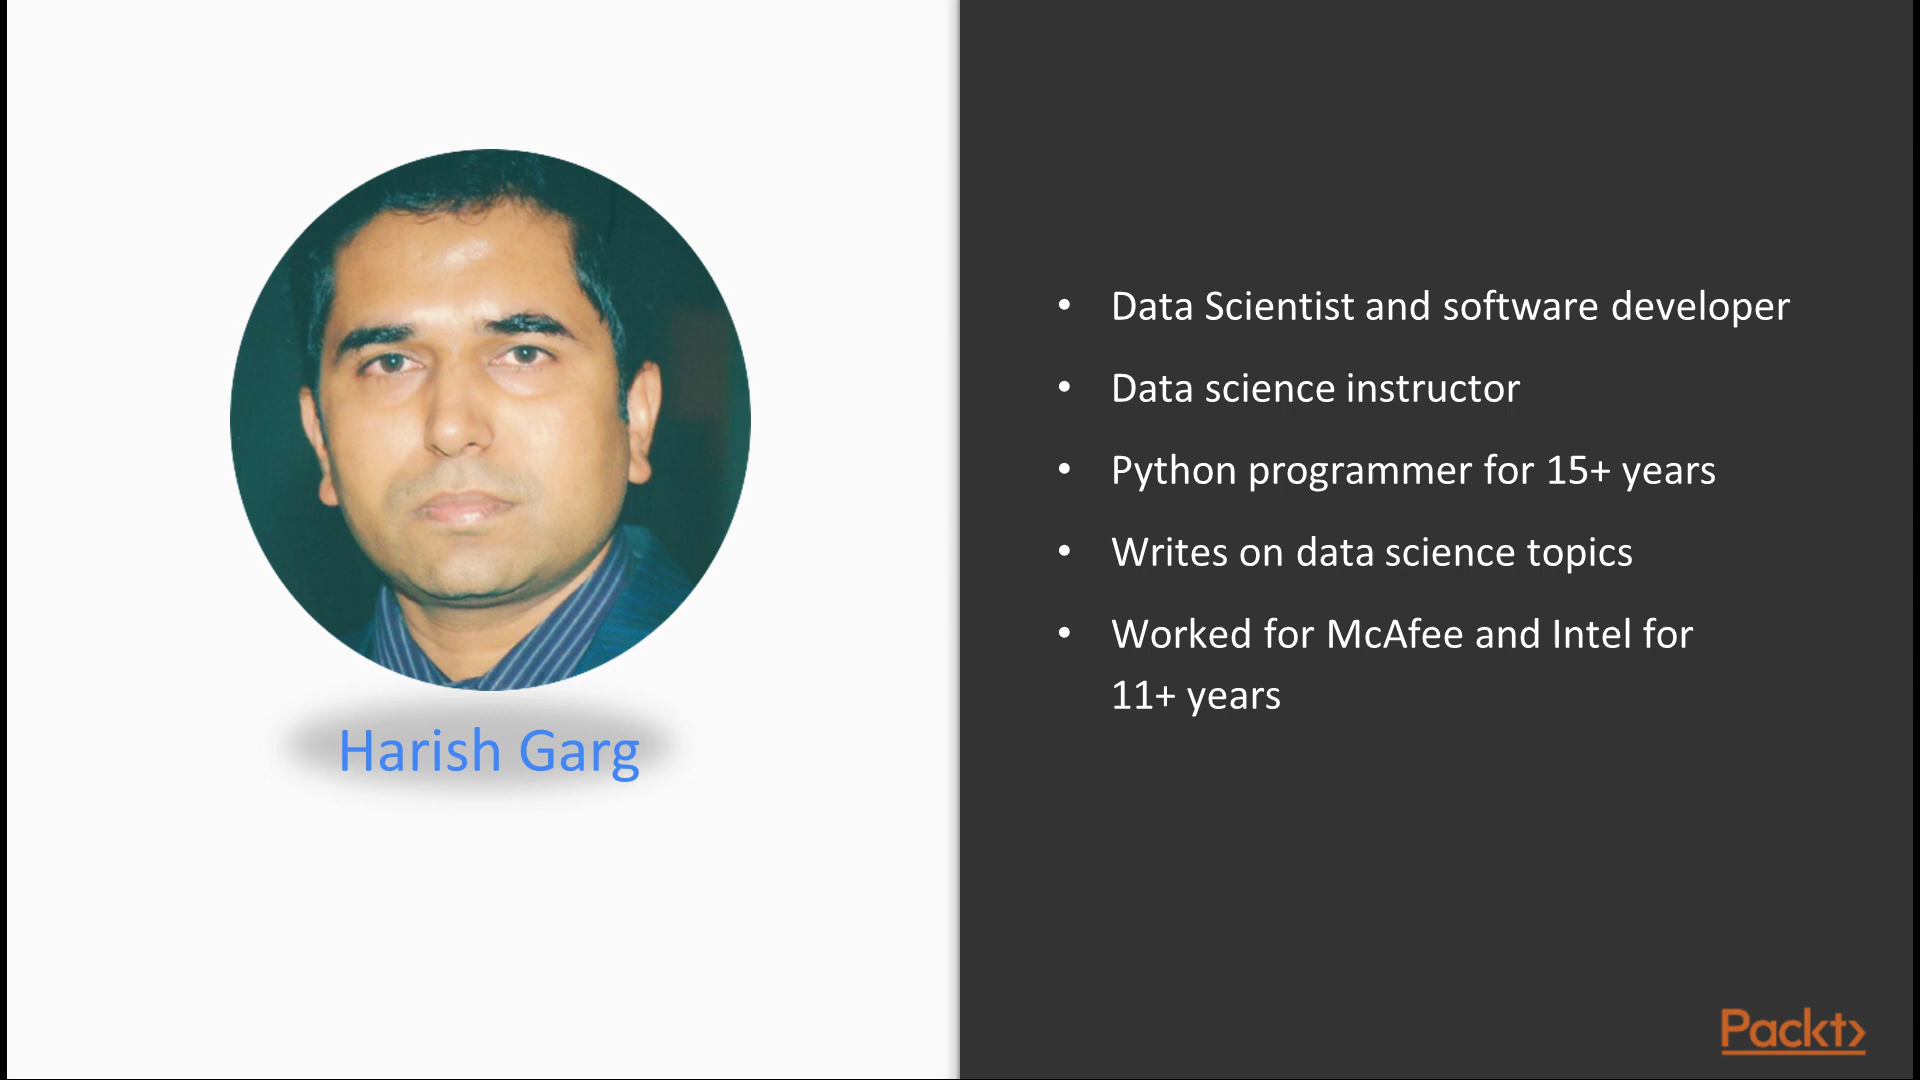 Harish Garg
• Data Scientist and software developer
• Data science instructor
• Python programmer for 15+ years
• Writes on data science topics
• Worked for McAfee and Intel for
11+ years
Packt>